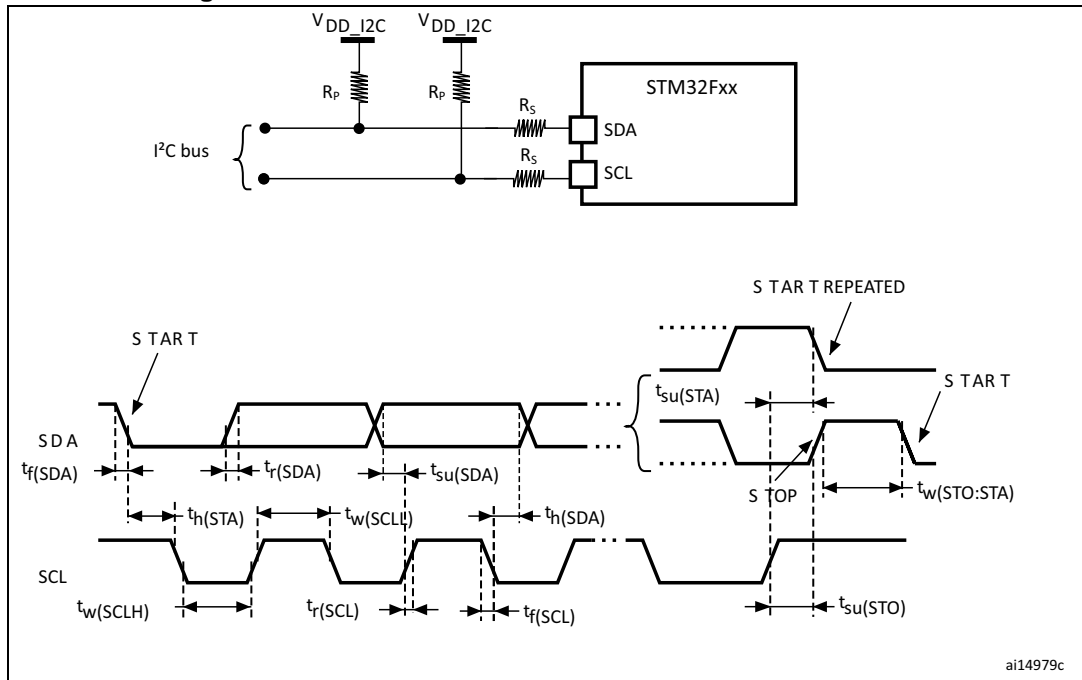 VDD_I2C VDD_I2C
RP RP
STM32Fxx
RS
SDA
I²C bus
RS
SCL
S TAR T REPEATED
S TAR T
tsu(STA)
S TAR T
SDA
tf(SDA) tr(SDA) tsu(SDA)
S TOP
tw(STO:STA)
th(STA) tw(SCLL) th(SDA)
SCL
tw(SCLH) tr(SCL) tf(SCL) tsu(STO)
ai14979c